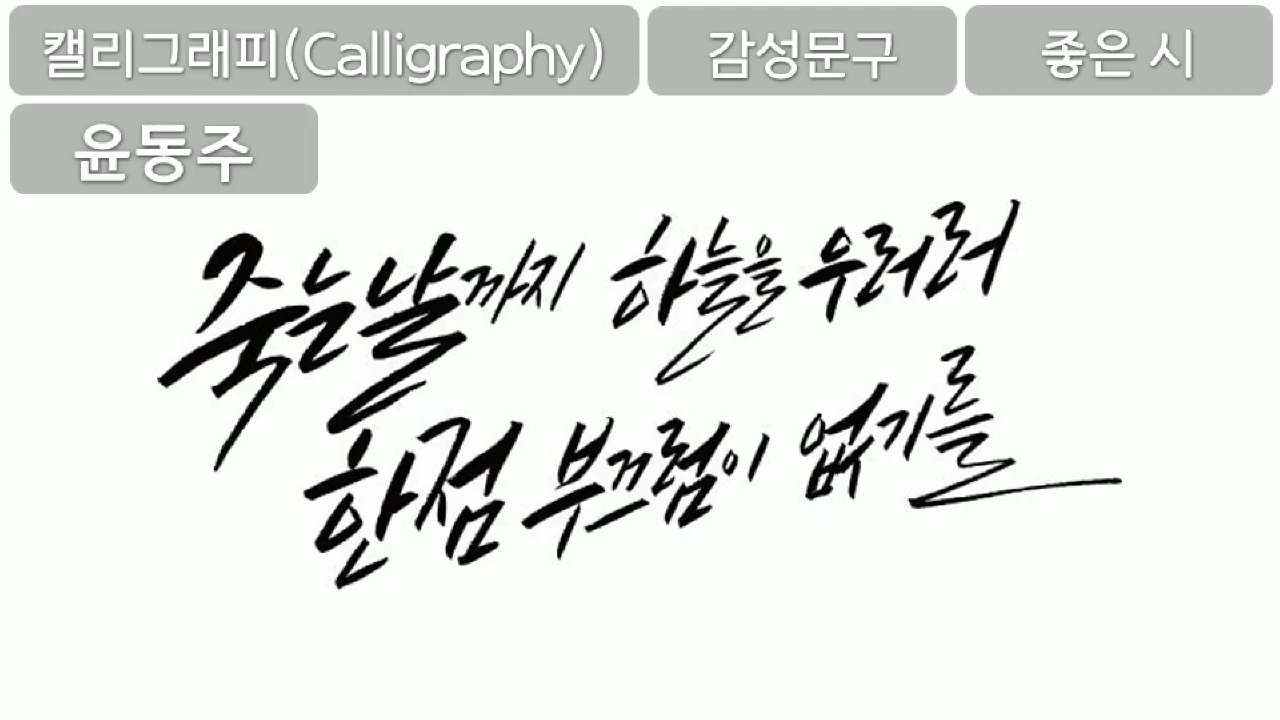 캘리그래피(Calligraphy) 감성문구 좋은 시
윤동주
죽는날까지 하늘을 우러러
한점 부끄럼이 없기를